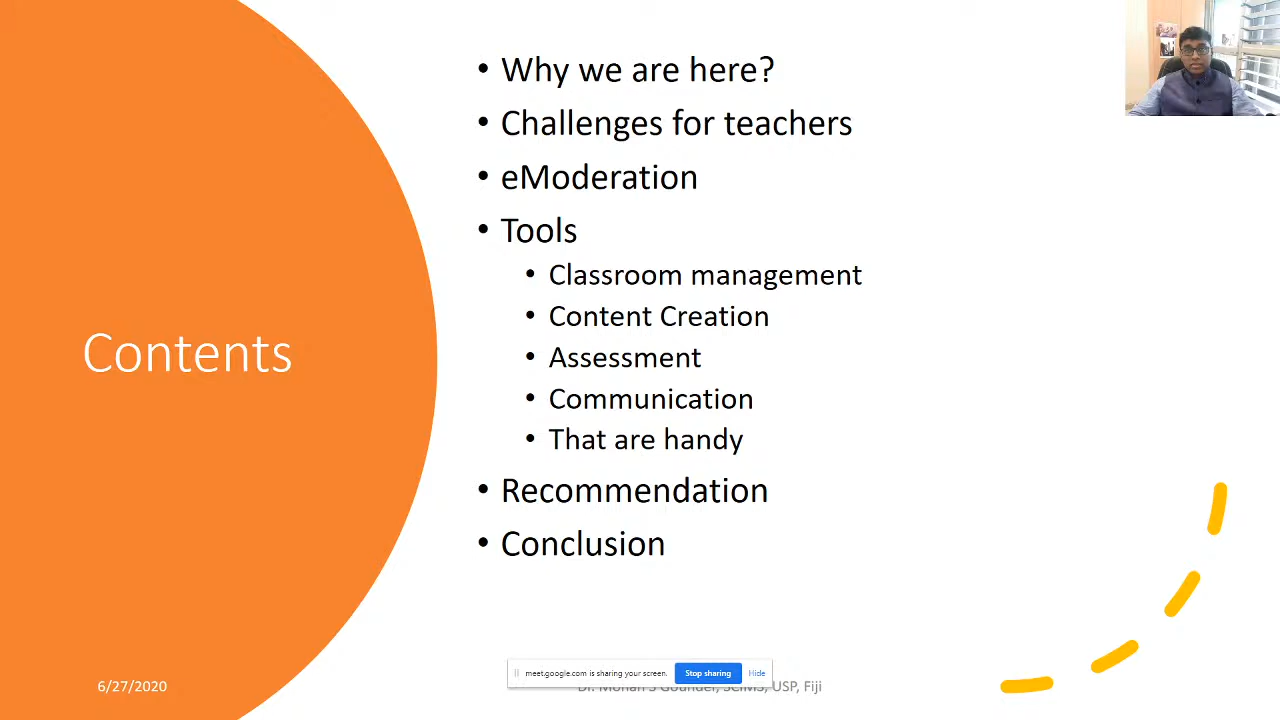 Why we are here?
Challenges for teachers
eModeration
Tools
Classroom management
Content Creation
Assessment
Communication
That are handy
Recommendation
Conclusion
Contents
6/27/2020
meet.google.com is sharing your screen.
Stop sharing
Hide
USP, Fiji